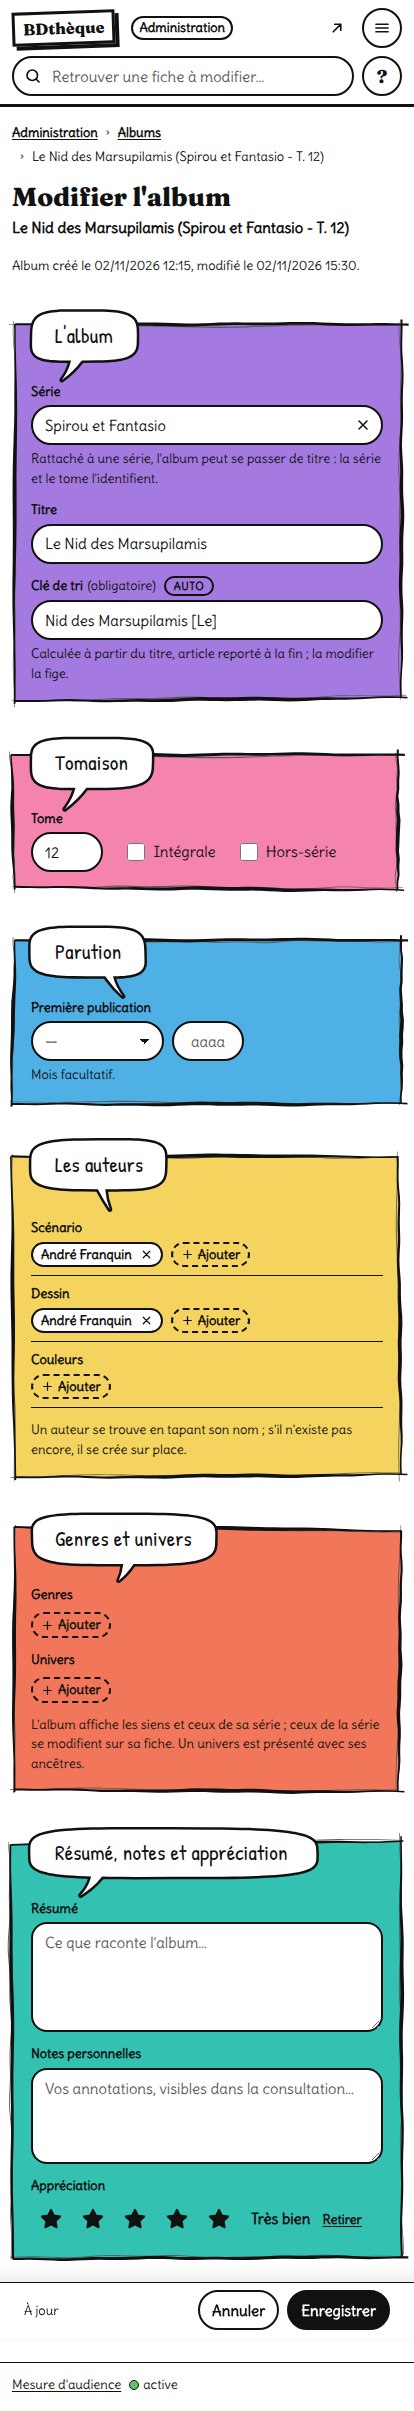 BDthèque
Administration
Retrouver une fiche à modifier...
?
Administration › Albums
› Le Nid des Marsupilamis (Spirou et Fantasio - T. 12)
Modifier l'album
Le Nid des Marsupilamis (Spirou et Fantasio - T. 12)
Album créé le 02/11/2026 12:15, modifié le 02/11/2026 15:30.
L'album
Série
Spirou et Fantasio
Rattaché à une série, l'album peut se passer de titre : la série
et le tome l'identifient.
Titre
Le Nid des Marsupilamis
Clé de tri (obligatoire) AUTO
Nid des Marsupilamis [Le]
Calculée à partir du titre, article reporté à la fin ; la modifier
la fige.
Tomaison
Tome
12
Intégrale
Hors-série
Parution
Première publication
—
aaaa
Mois facultatif.
Les auteurs
Scénario
André Franquin × + Ajouter
Dessin
André Franquin × + Ajouter
Couleurs
+ Ajouter
Un auteur se trouve en tapant son nom ; s'il n'existe pas
encore, il se crée sur place.
Genres et univers
Genres
+ Ajouter
Univers
+ Ajouter
L'album affiche les siens et ceux de sa série ; ceux de la série
se modifient sur sa fiche. Un univers est présenté avec ses
ancêtres.
Résumé, notes et appréciation
Résumé
Ce que raconte l'album...
Notes personnelles
Vos annotations, visibles dans la consultation...
Appréciation
Très bien Retirer
À jour
Annuler
Enregistrer
Mesure d'audience active